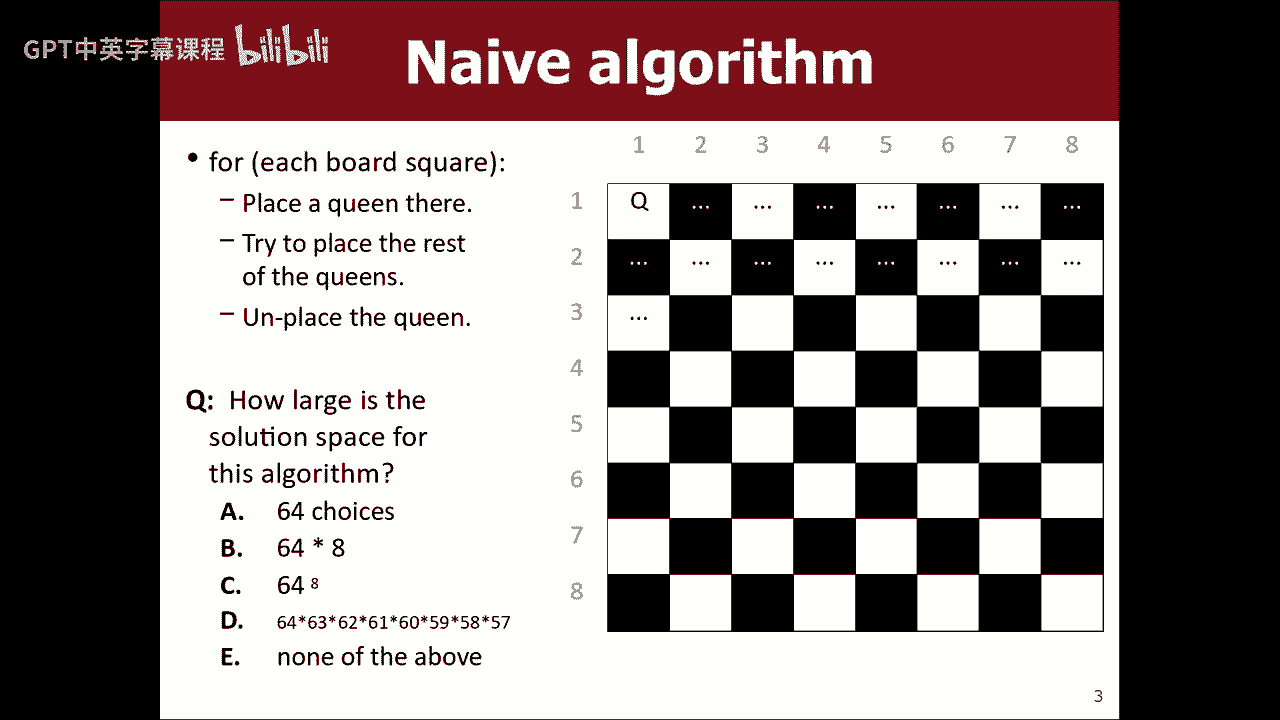 GPT中英字幕课程 bilibili
Naive algorithm
• for (each board square):
– Place a queen there.
– Try to place the rest
of the queens.
– Un-place the queen.
Q: How large is the
solution space for
this algorithm?
A. 64 choices
B. 64 * 8
C. 64 8
D. 64*63*62*61*60*59*58*57
E. none of the above
1 2 3 4 5 6 7 8
1 Q ... ... ... ... ... ... ...
2 ... ... ... ... ... ... ... ...
3 ...
4
5
6
7
8
3